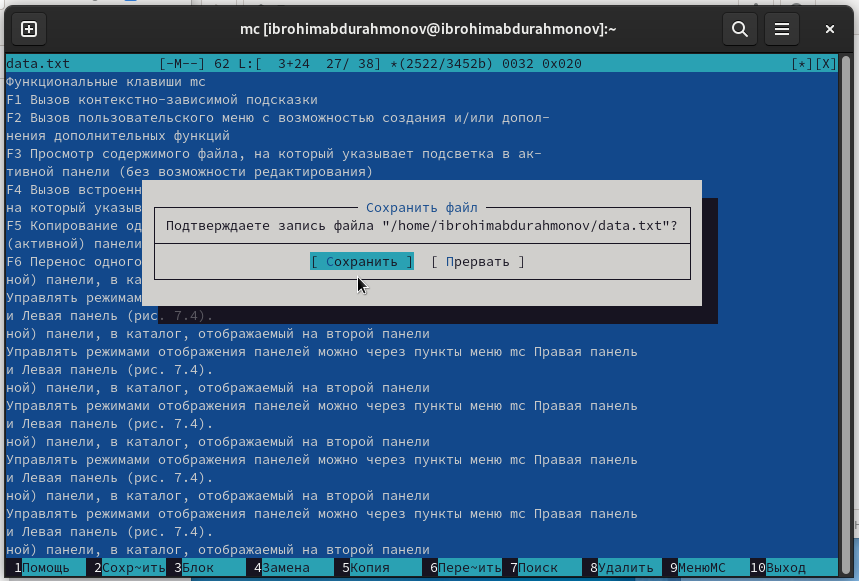 mc [ibrohimabdurahmonov@ibrohimabdurahmonov]:~
data.txt [-M--] 62 L:[ 3+24 27/ 38] *(2522/3452b) 0032 0x020 [*][X]
Функциональные клавиши mc
F1 Вызов контекстно-зависимой подсказки
F2 Вызов пользовательского меню с возможностью создания и/или допол-
нения дополнительных функций
F3 Просмотр содержимого файла, на который указывает подсветка в ак-
тивной панели (без возможности редактирования)
F4 Вызов встроенн
на который указыв
F5 Копирование од
(активной) панели
F6 Перенос одного
ной) панели, в ка
Управлять режимам
и Левая панель (рис. 7.4).
Сохранить файл
Подтверждаете запись файла "/home/ibrohimabdurahmonov/data.txt"?
[ Сохранить ] [ Прервать ]
ной) панели, в каталог, отображаемый на второй панели
Управлять режимами отображения панелей можно через пункты меню mc Правая панель
и Левая панель (рис. 7.4).
ной) панели, в каталог, отображаемый на второй панели
Управлять режимами отображения панелей можно через пункты меню mc Правая панель
и Левая панель (рис. 7.4).
ной) панели, в каталог, отображаемый на второй панели
Управлять режимами отображения панелей можно через пункты меню mc Правая панель
и Левая панель (рис. 7.4).
ной) панели, в каталог, отображаемый на второй панели
Управлять режимами отображения панелей можно через пункты меню mc Правая панель
и Левая панель (рис. 7.4).
ной) панели, в каталог, отображаемый на второй панели
1Помощь 2Сохр~ить 3Блок 4Замена 5Копия 6Пере~ить 7Поиск 8Удалить 9МенюMC 10Выход